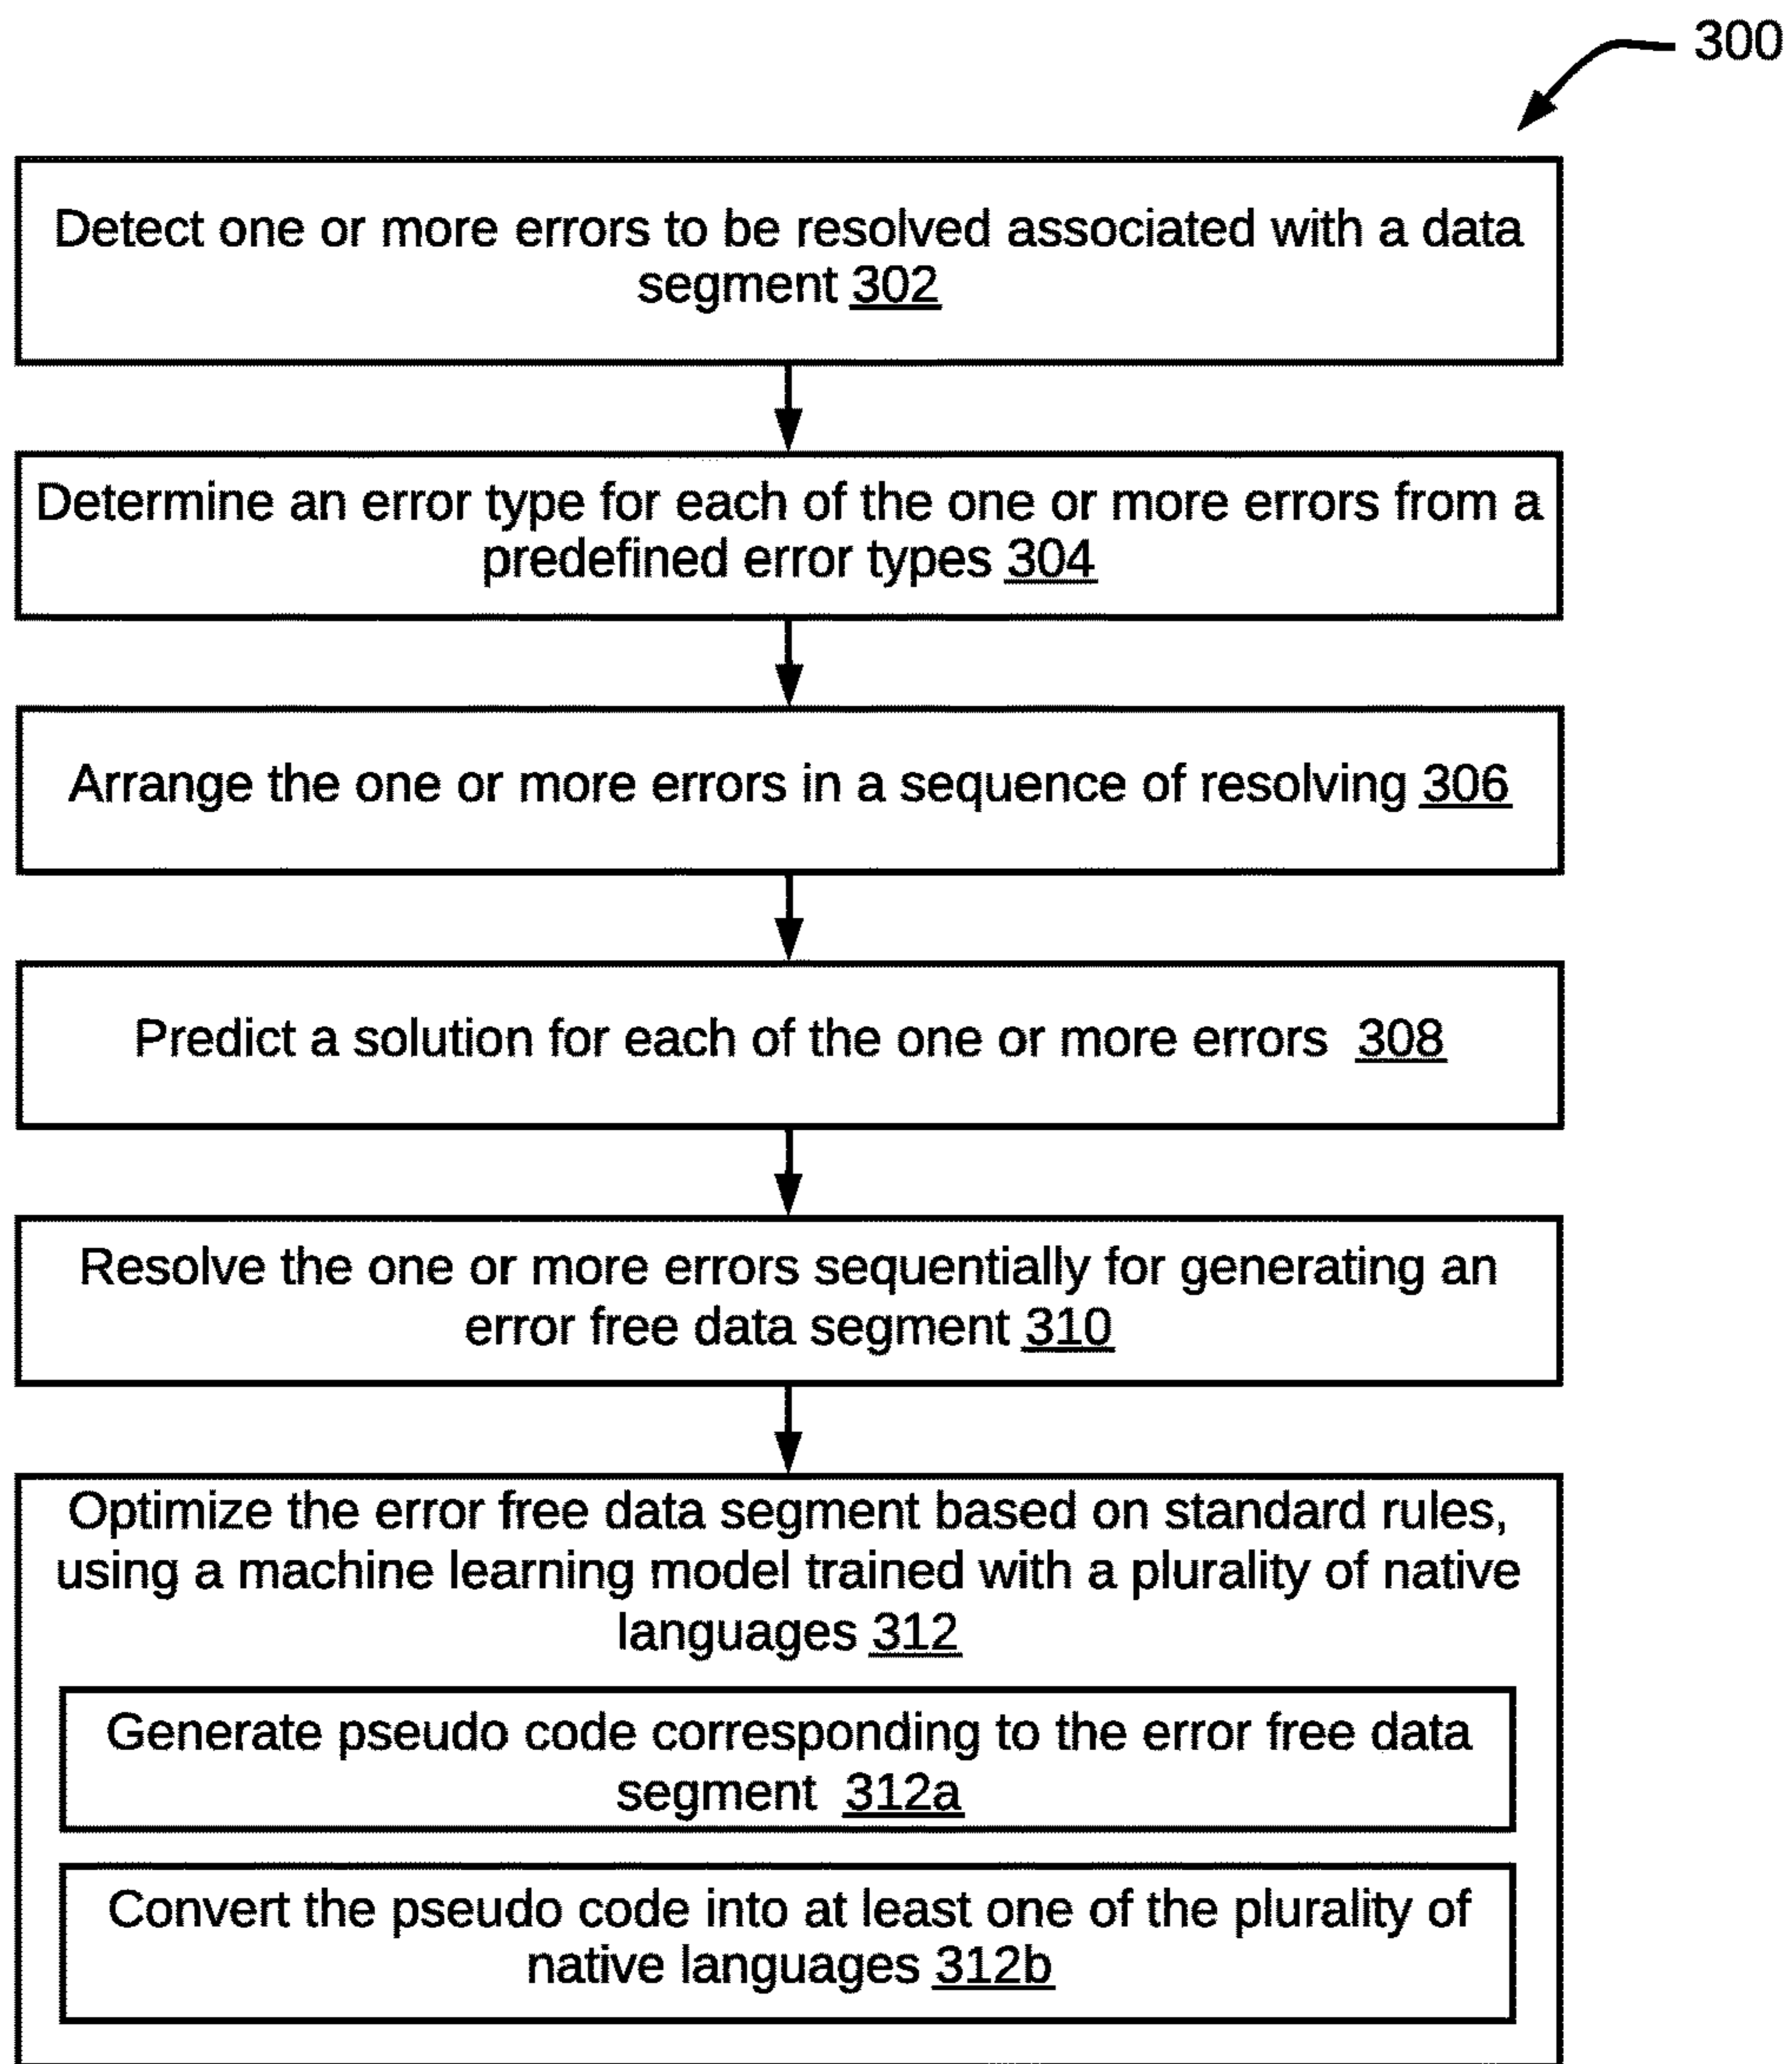 300
Detect one or more errors to be resolved associated with a data
segment 302
Determine an error type for each of the one or more errors from a
predefined error types 304
Arrange the one or more errors in a sequence of resolving 306
Predict a solution for each of the one or more errors 308
Resolve the one or more errors sequentially for generating an
error free data segment 310
Optimize the error free data segment based on standard rules,
using a machine learning model trained with a plurality of native
languages 312
Generate pseudo code corresponding to the error free data
segment 312a
Convert the pseudo code into at least one of the plurality of
native languages 312b